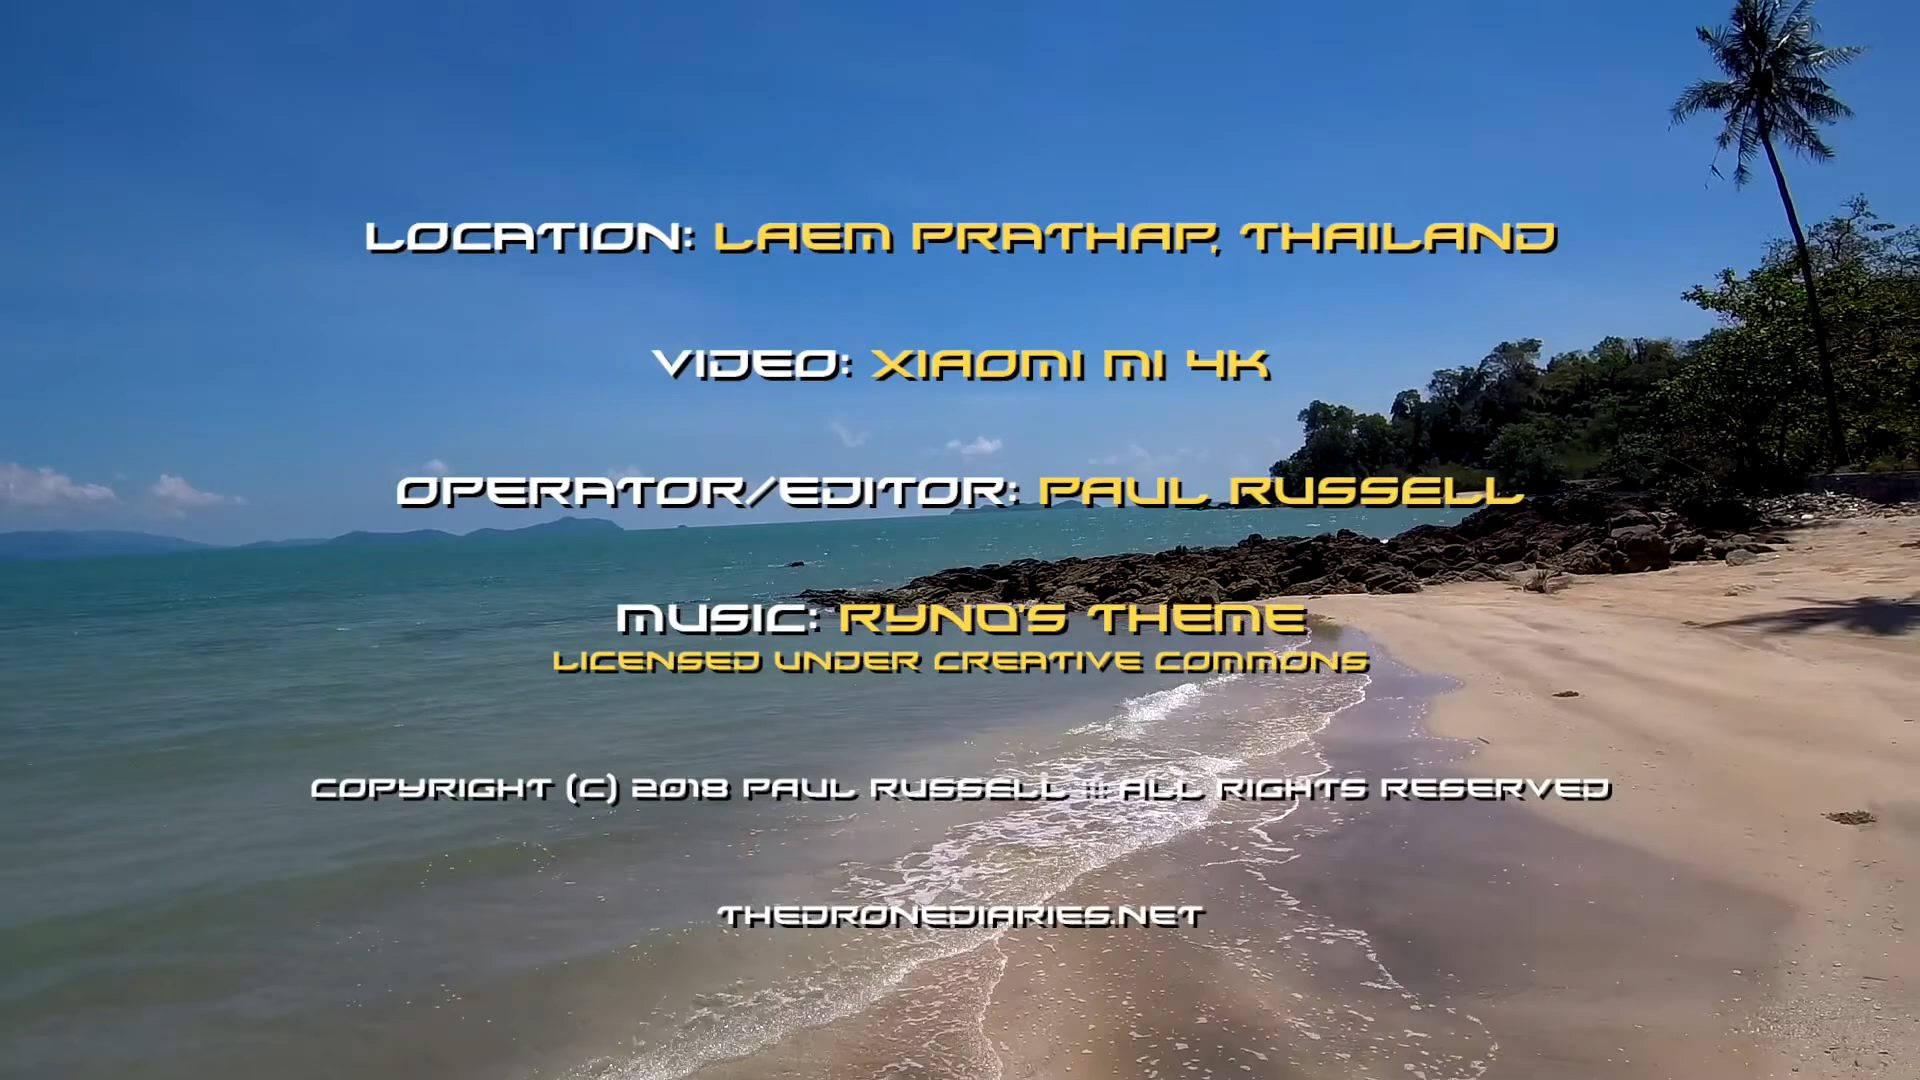 LOCATION: LAEM PRATHAP, THAILAND
VIDEO: XIAOMI MI 4K
OPERATOR/EDITOR: PAUL RUSSELL
MUSIC: RYNO'S THEME
LICENSED UNDER CREATIVE COMMONS
COPYRIGHT (C) 2018 PAUL RUSSELL III: ALL RIGHTS RESERVED
THEDRONEDIARIES.NET